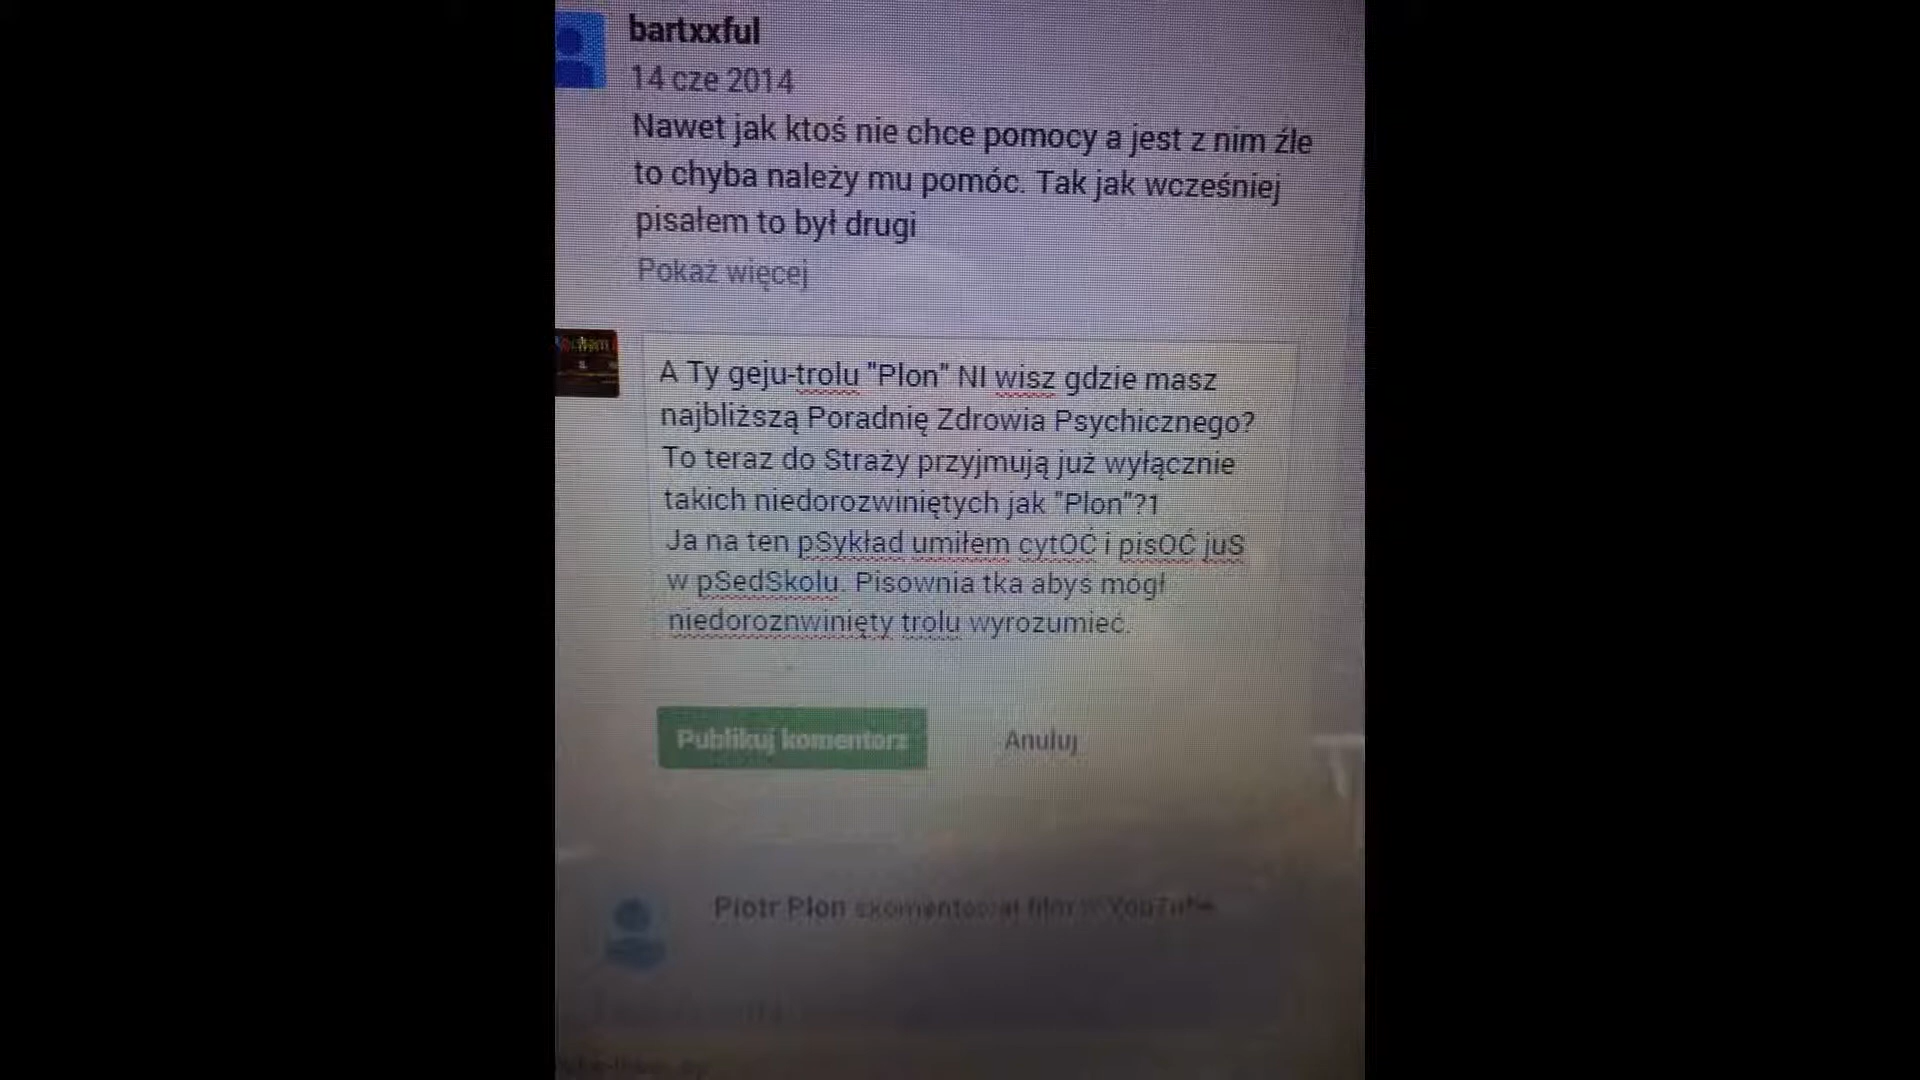 bartxxful
14 cze 2014
Nawet jak ktoś nie chce pomocy a jest z nim źle
to chyba należy mu pomóc. Tak jak wcześniej
pisałem to był drugi
Pokaż więcej
A Ty geju-trolu "Plon" NI wisz gdzie masz
najbliższą Poradnię Zdrowia Psychicznego?
To teraz do Straży przyjmują już wyłącznie
takich niedorozwiniętych jak "Plon"?1
Ja na ten pSykład umiłem cytOĆ i pisOĆ juS
w pSedSkolu. Pisownia tka abyś mógł
niedoroznwinięty trolu wyrozumieć.
Publikuj komentarz
Anuluj
Piotr Plon skomentował film w YouTube